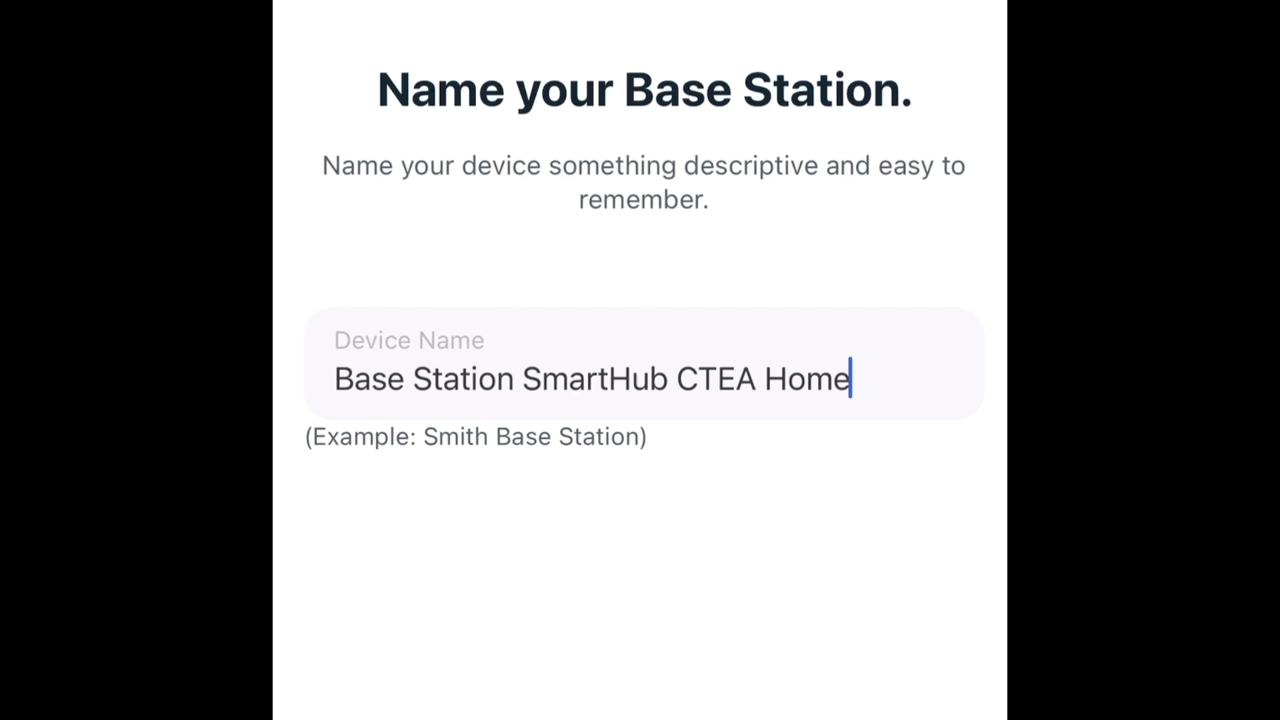 Name your Base Station.
Name your device something descriptive and easy to
remember.
Device Name
Base Station SmartHub CTEA Home
(Example: Smith Base Station)